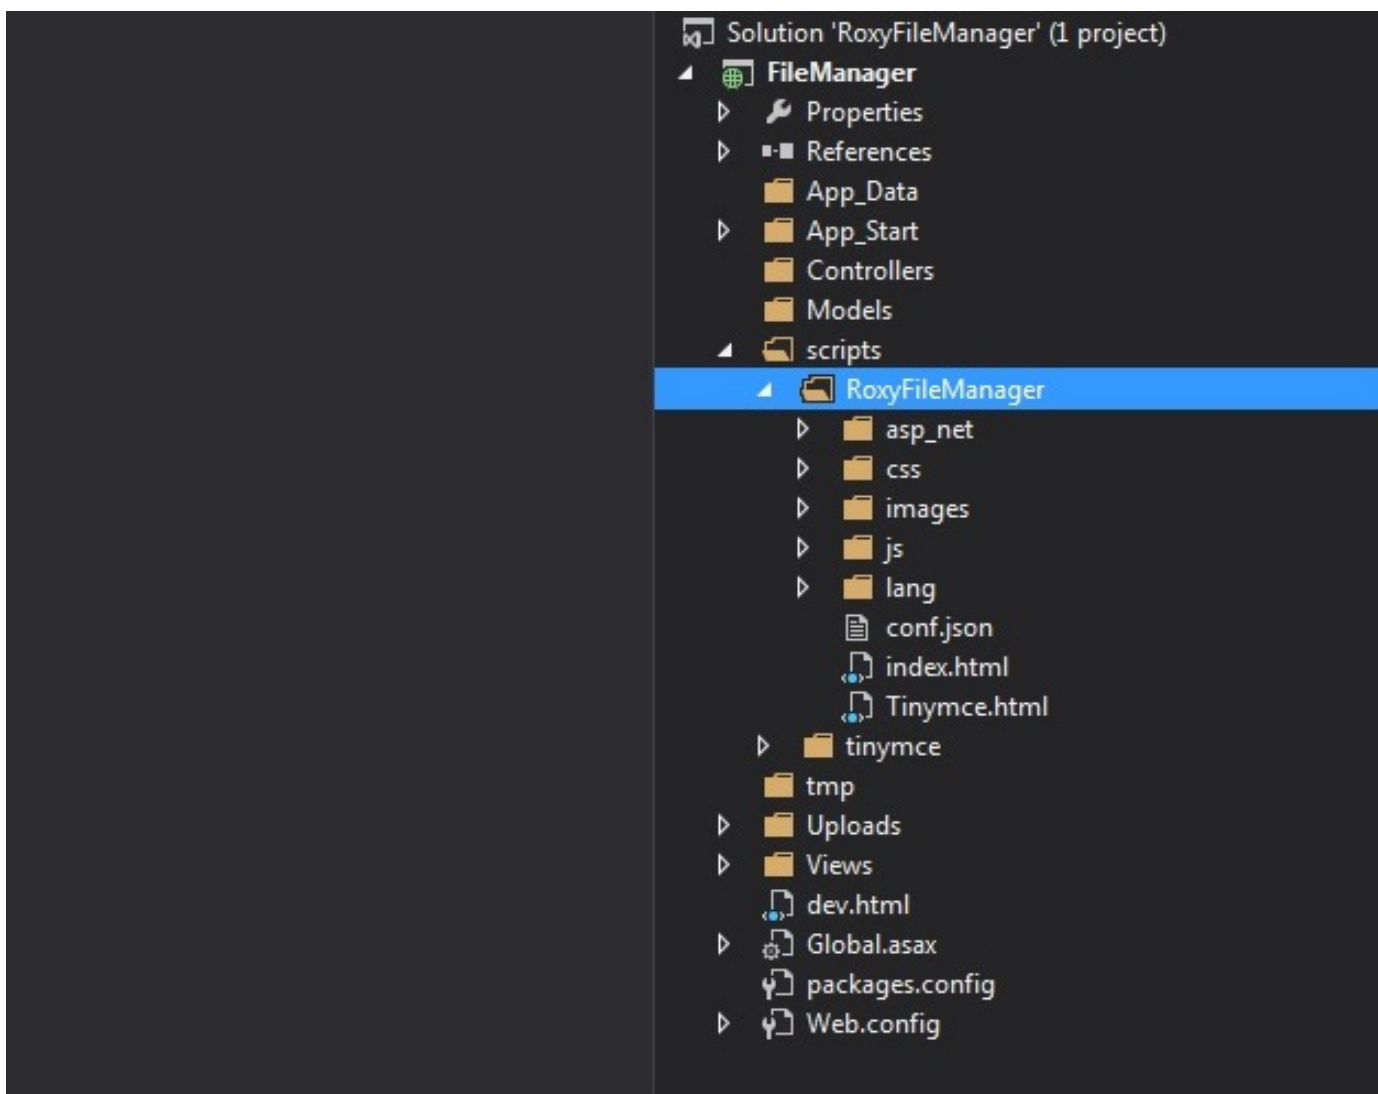 Solution 'RoxyFileManager' (1 project)
FileManager
Properties
References
App_Data
App_Start
Controllers
Models
scripts
RoxyFileManager
asp_net
css
images
js
lang
conf.json
index.html
Tinymce.html
tinymce
tmp
Uploads
Views
dev.html
Global.asax
packages.config
Web.config